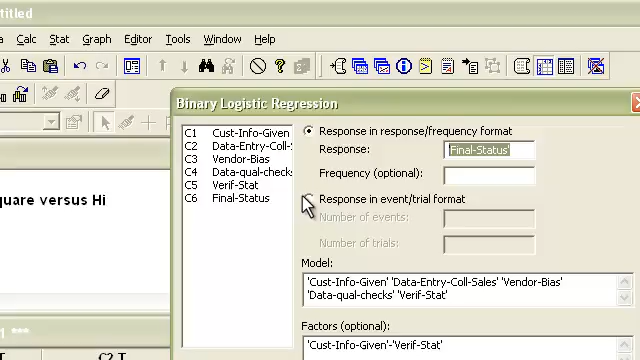 ntitled
Calc Stat Graph Editor Tools Window Help
Binary Logistic Regression
C1 Cust-Info-Given
C2 Data-Entry-Coll-S
C3 Vendor-Bias
C4 Data-qual-checks
C5 Verif-Stat
C6 Final-Status
Response in response/frequency format
Response: 'Final-Status'
Frequency (optional):
Response in event/trial format
Number of events:
Number of trials:
Model:
'Cust-Info-Given' 'Data-Entry-Coll-Sales' 'Vendor-Bias'
'Data-qual-checks' 'Verif-Stat'
Factors (optional):
'Cust-Info-Given'-'Verif-Stat'
quare versus Hi
1 ***
C2 T